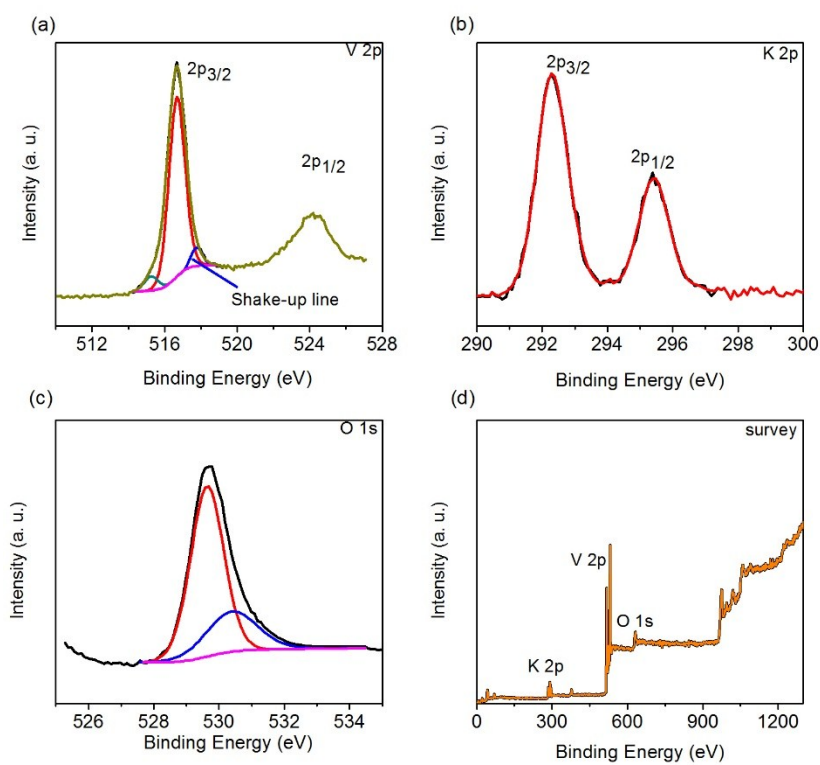 (a)
V 2p
2p3/2
2p1/2
Shake-up line
Intensity (a. u.)
512 516 520 524 528
Binding Energy (eV)
(b)
K 2p
2p3/2
2p1/2
Intensity (a. u.)
290 292 294 296 298 300
Binding Energy (eV)
(c)
O 1s
Intensity (a. u.)
526 528 530 532 534
Binding Energy (eV)
(d)
survey
V 2p
O 1s
K 2p
Intensity (a. u.)
0 300 600 900 1200
Binding Energy (eV)